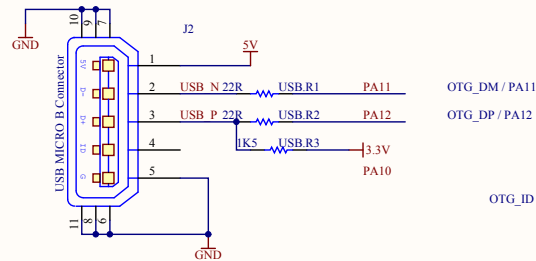 10
9
7
J2
GND
5V
1
5V
2
USB_N 22R USB.R1 PA11 OTG_DM / PA11
D-
3
USB_P 22R USB.R2 PA12 OTG_DP / PA12
D+
USB MICRO B Connector
4
1K5 USB.R3 3.3V
ID
PA10
5
G
OTG_ID
11
8
6
GND